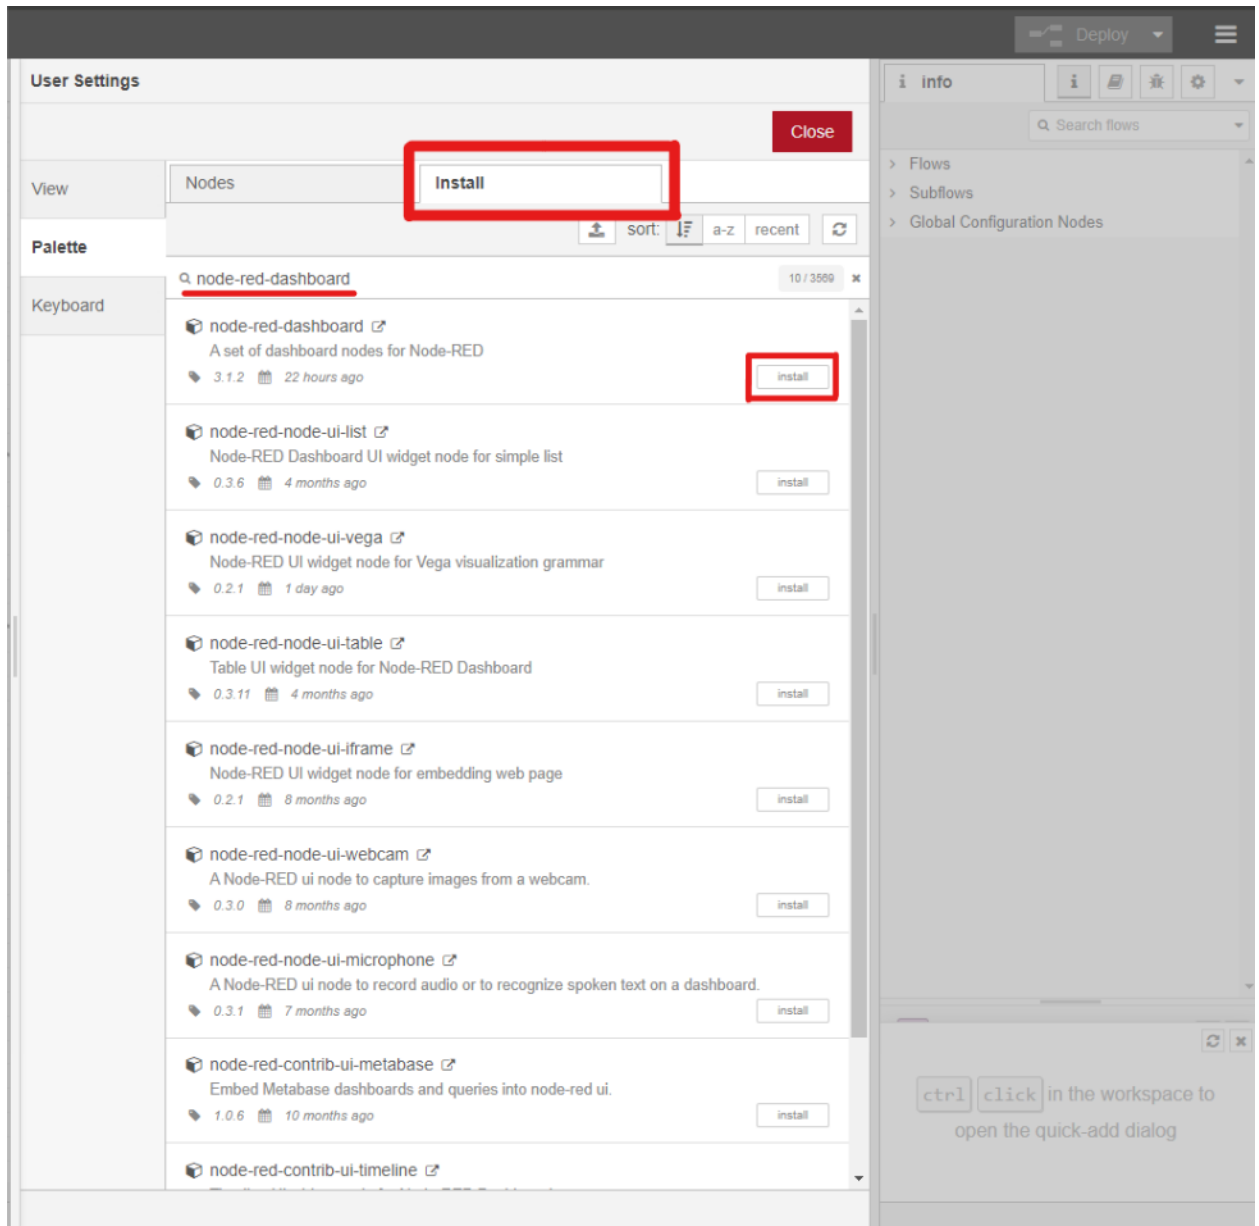 Deploy
User Settings
Close
View
Palette
Keyboard
Nodes
Install
sort: a-z recent
node-red-dashboard
10 / 3569
node-red-dashboard
A set of dashboard nodes for Node-RED
3.1.2 22 hours ago
install
node-red-node-ui-list
Node-RED Dashboard UI widget node for simple list
0.3.6 4 months ago
install
node-red-node-ui-vega
Node-RED UI widget node for Vega visualization grammar
0.2.1 1 day ago
install
node-red-node-ui-table
Table UI widget node for Node-RED Dashboard
0.3.11 4 months ago
install
node-red-node-ui-iframe
Node-RED UI widget node for embedding web page
0.2.1 8 months ago
install
node-red-node-ui-webcam
A Node-RED ui node to capture images from a webcam.
0.3.0 8 months ago
install
node-red-node-ui-microphone
A Node-RED ui node to record audio or to recognize spoken text on a dashboard.
0.3.1 7 months ago
install
node-red-contrib-ui-metabase
Embed Metabase dashboards and queries into node-red ui.
1.0.6 10 months ago
install
node-red-contrib-ui-timeline
i info
i
Search flows
Flows
Subflows
Global Configuration Nodes
ctrl click in the workspace to
open the quick-add dialog